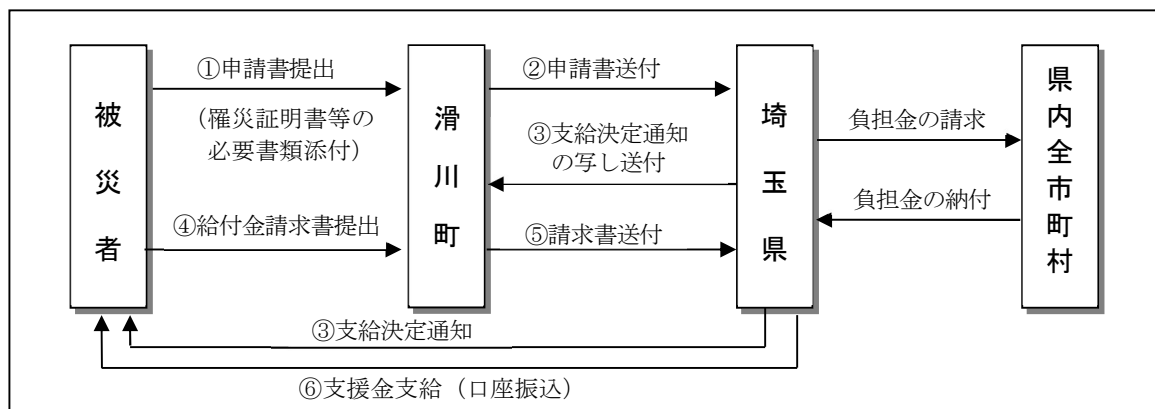 被災者
①申請書提出
（罹災証明書等の
必要書類添付）
④給付金請求書提出
滑川町
②申請書送付
③支給決定通知
の写し送付
⑤請求書送付
埼玉県
負担金の請求
負担金の納付
県内全市町村
③支給決定通知
⑥支援金支給（口座振込）